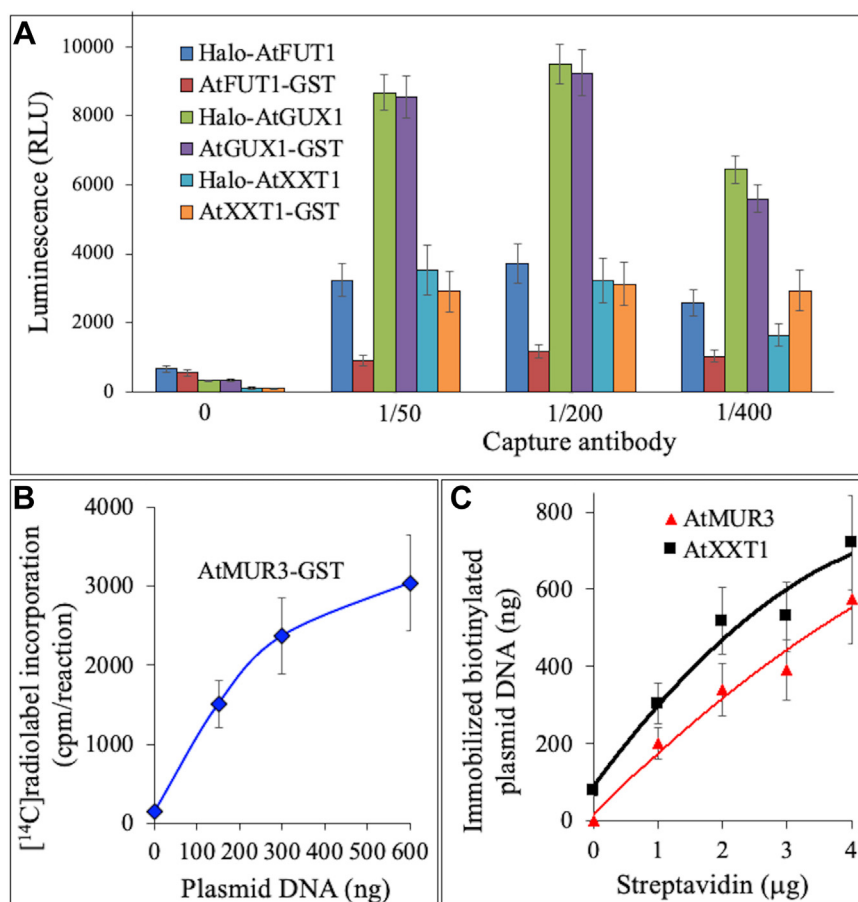 A
Luminescence (RLU)
10000
8000
6000
4000
2000
0
Halo-AtFUT1
AtFUT1-GST
Halo-AtGUX1
AtGUX1-GST
Halo-AtXXT1
AtXXT1-GST
0 1/50 1/200 1/400
Capture antibody
B
[¹⁴C]radiolabel incorporation
(cpm/reaction)
4000
3000
2000
1000
0
AtMUR3-GST
0 100 200 300 400 500 600
Plasmid DNA (ng)
C
Immobilized biotinylated
plasmid DNA (ng)
800
600
400
200
0
AtMUR3
AtXXT1
0 1 2 3 4
Streptavidin (µg)